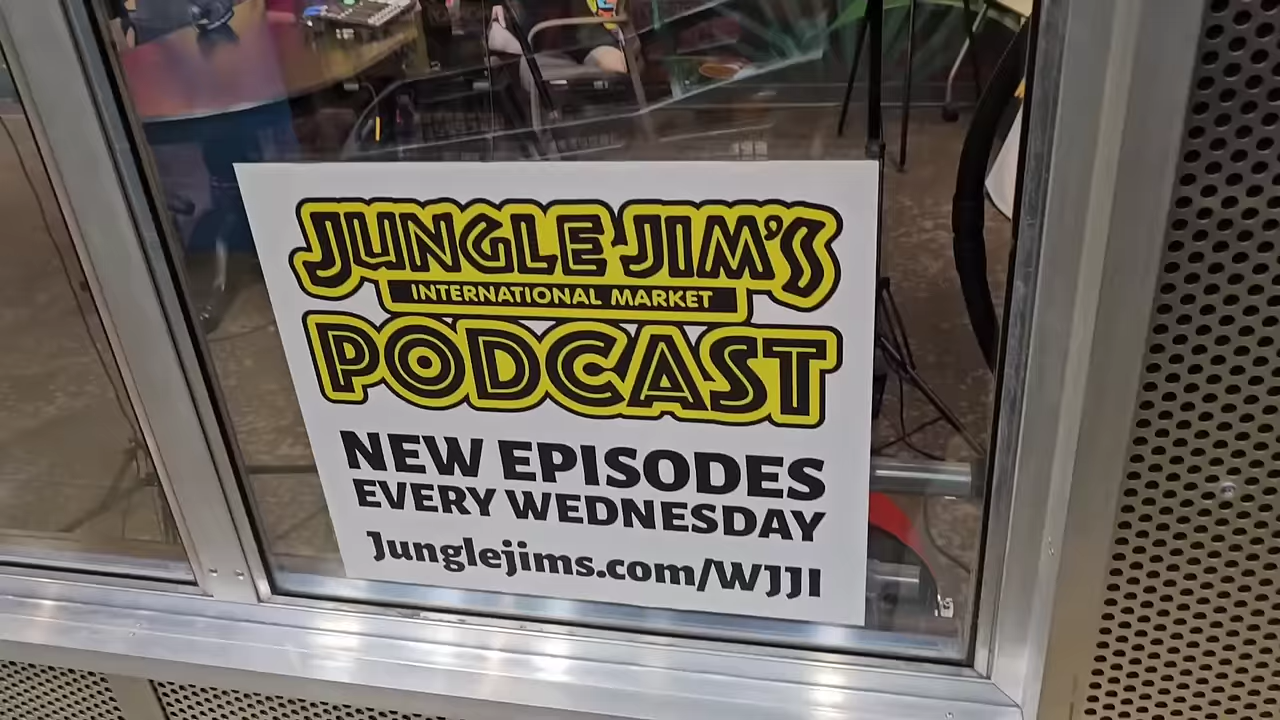 JUNGLE JIM'S
INTERNATIONAL MARKET
PODCAST
NEW EPISODES
EVERY WEDNESDAY
Junglejims.com/WJJI